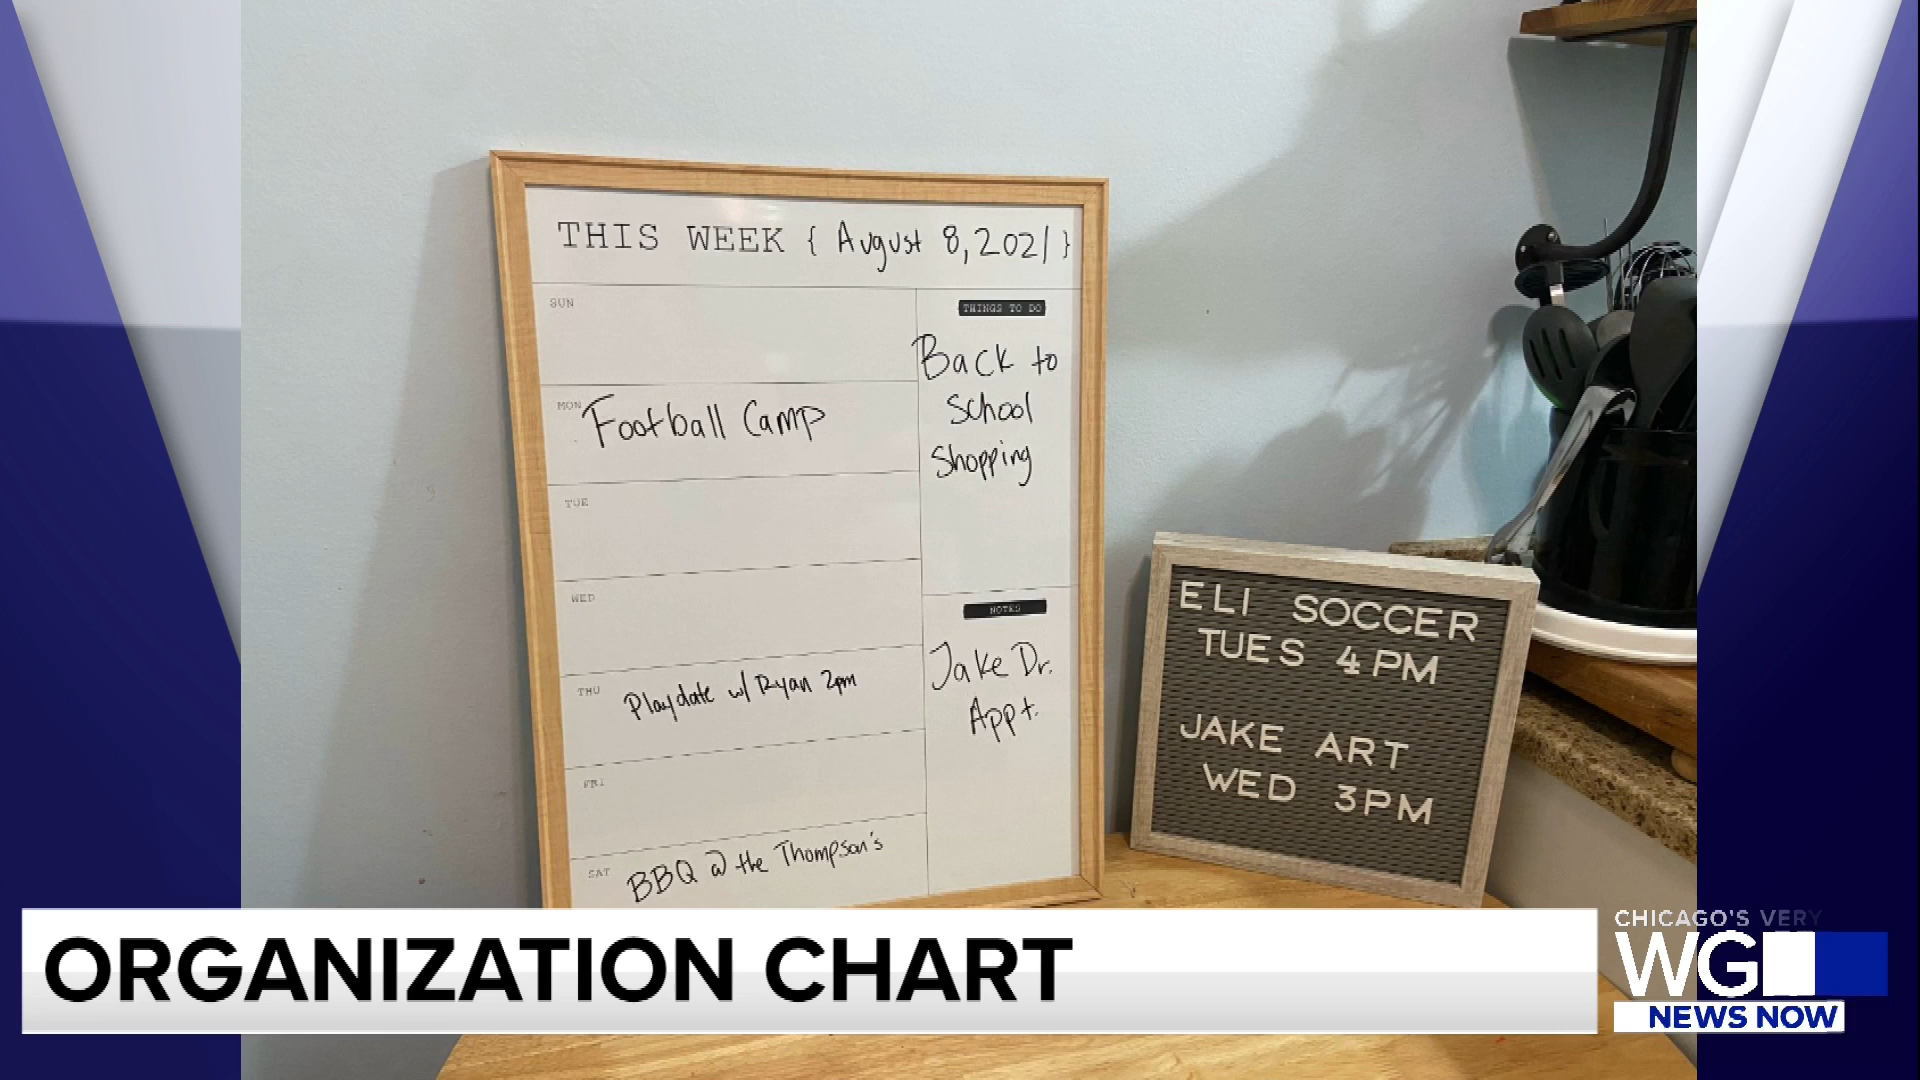 THIS WEEK { August 8, 2021 }
SUN
MON Football Camp
TUE
WED
THU Playdate w/ Ryan 2pm
FRI
SAT BBQ @ the Thompson's
THINGS TO DO
Back to
School
Shopping
NOTES
Jake Dr.
Appt.
ELI SOCCER
TUES 4PM
JAKE ART
WED 3PM
ORGANIZATION CHART
CHICAGO'S VERY
WG
NEWS NOW